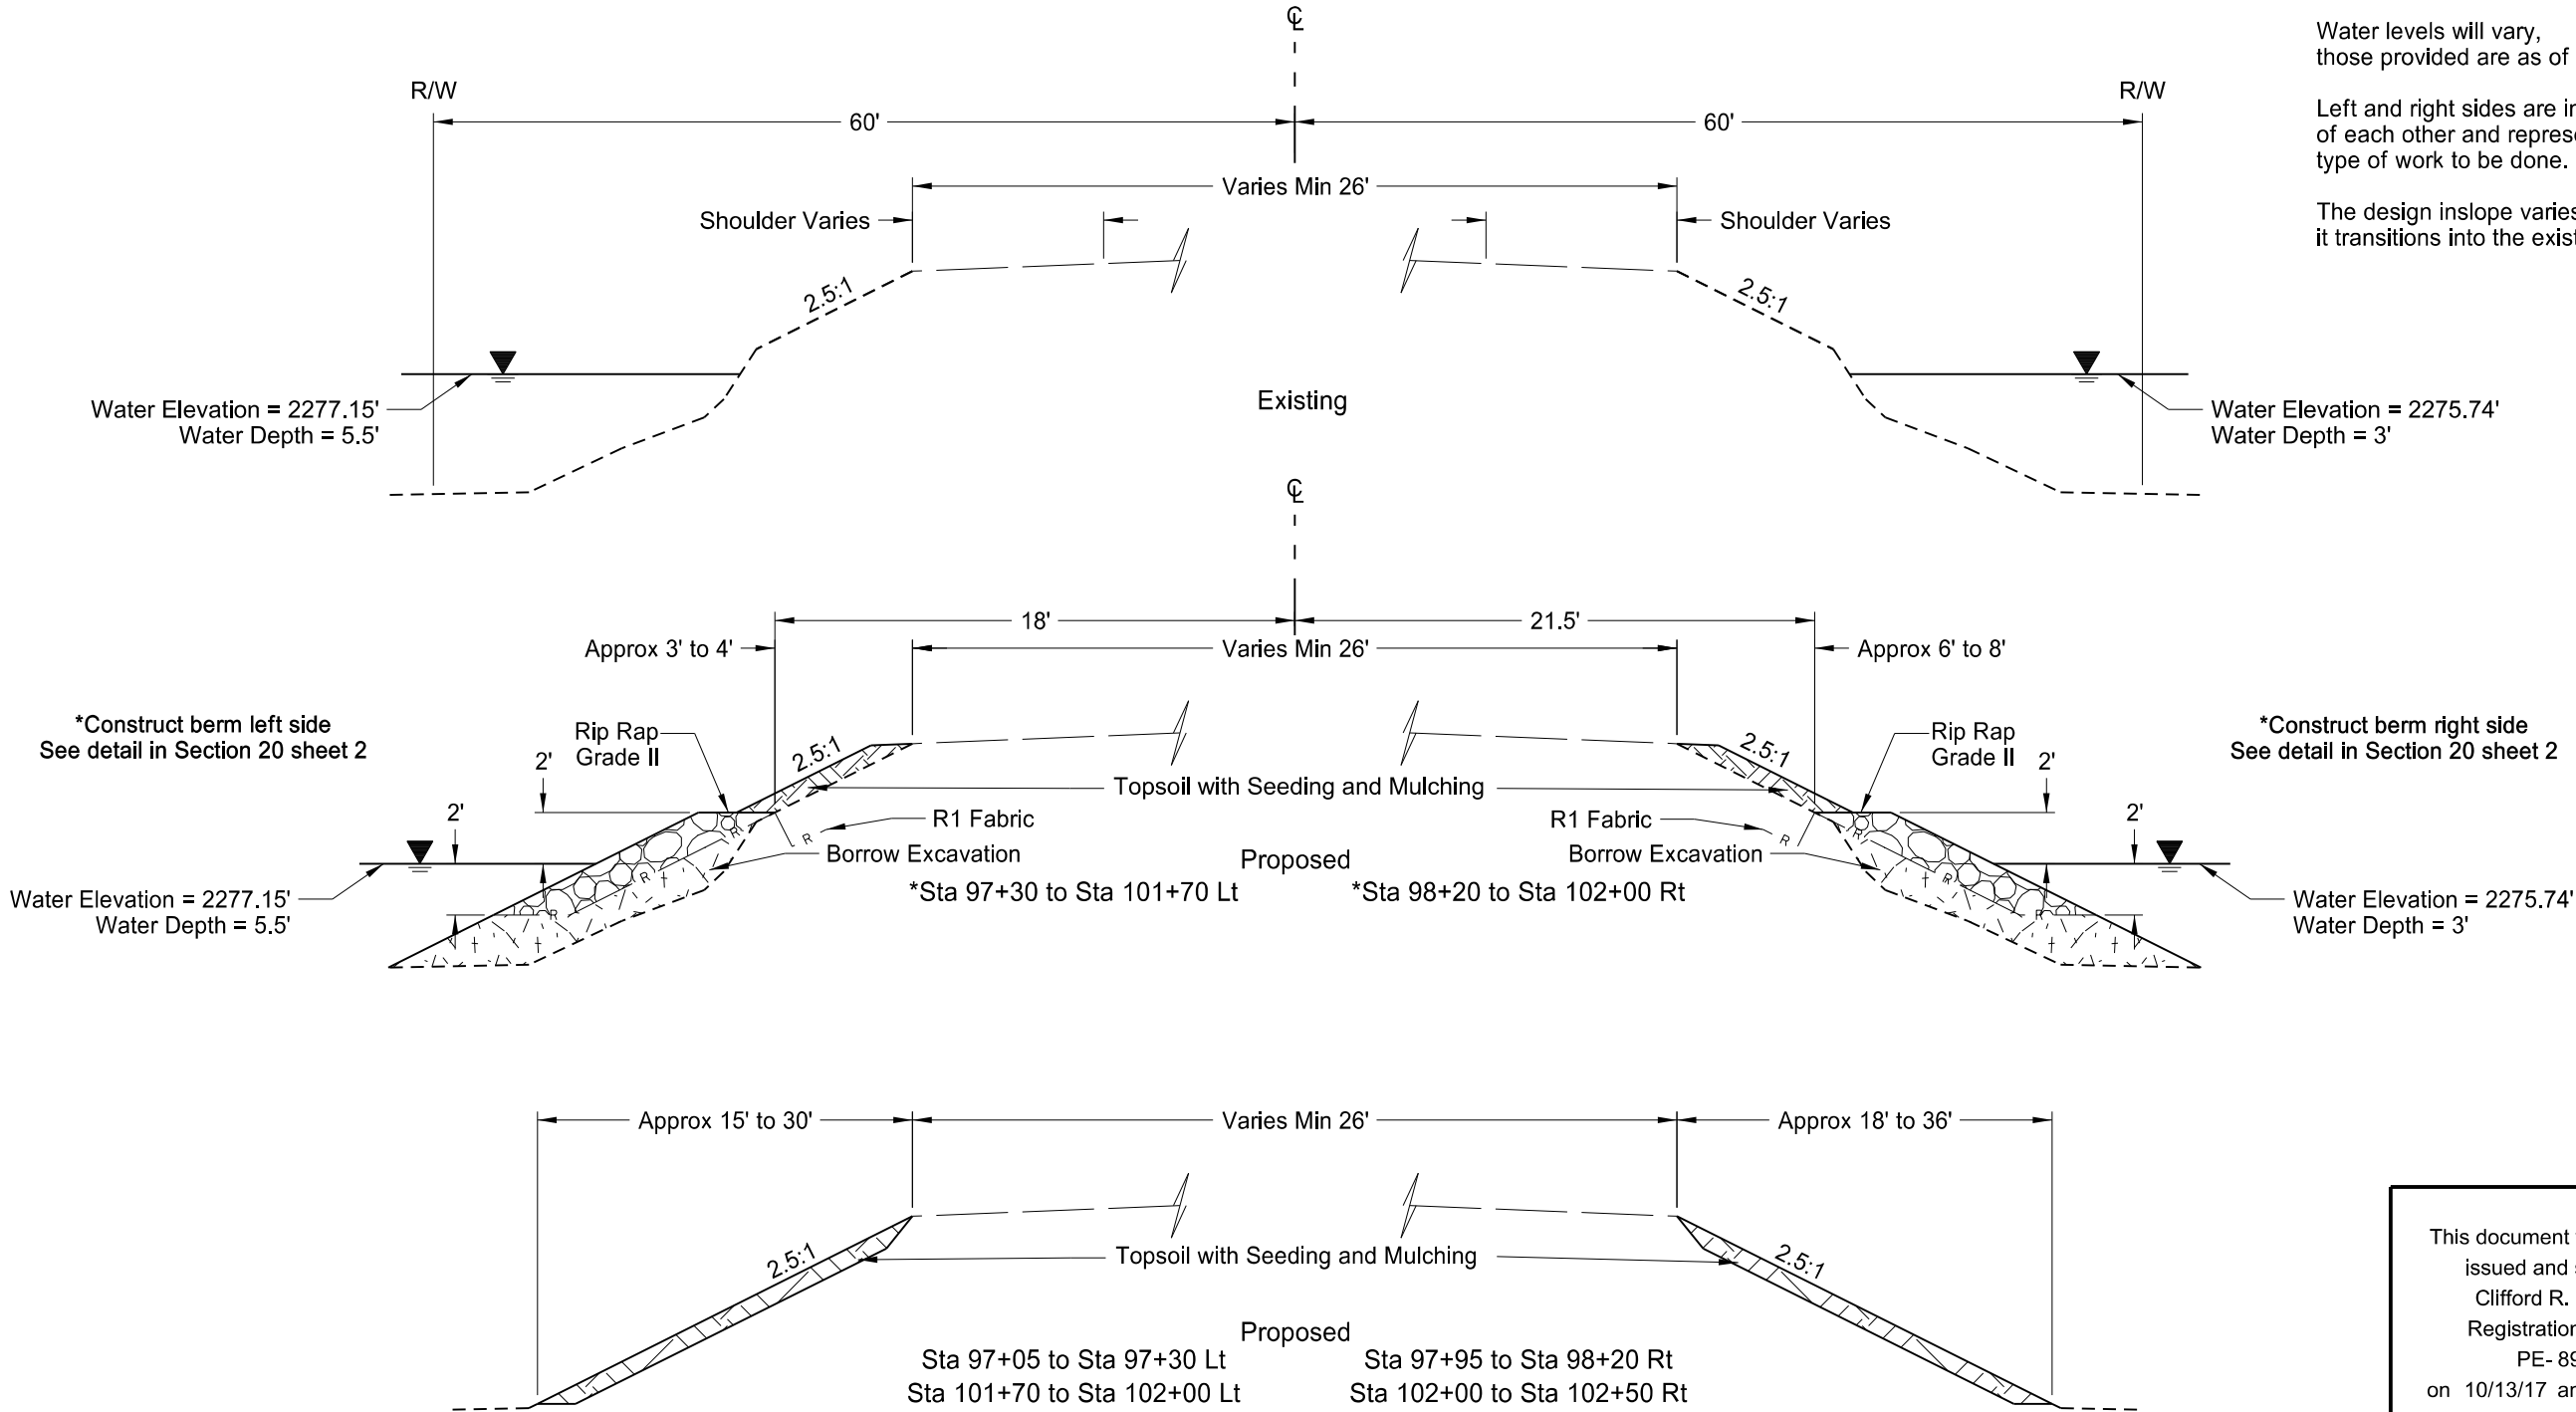 ℄
Water levels will vary,
those provided are as of
R/W
R/W
60'
60'
Left and right sides are
of each other and
type of work to be done.
Varies Min 26'
Shoulder Varies
Shoulder Varies
The design inslope varies
it transitions into the
2.5:1
2.5:1
Existing
Water Elevation = 2277.15'
Water Depth = 5.5'
Water Elevation = 2275.74'
Water Depth = 3'
℄
18'
21.5'
Approx 3' to 4'
Varies Min 26'
Approx 6' to 8'
*Construct berm left side
See detail in Section 20 sheet 2
Rip Rap
Grade II
2.5:1
2.5:1
Rip Rap
Grade II
*Construct berm right side
See detail in Section 20 sheet 2
2'
2'
Topsoil with Seeding and Mulching
2'
2'
R1 Fabric
R1 Fabric
R
R
R
R
R
R
R
R
Borrow Excavation
Borrow Excavation
Proposed
*Sta 97+30 to Sta 101+70 Lt
*Sta 98+20 to Sta 102+00 Rt
Water Elevation = 2277.15'
Water Depth = 5.5'
Water Elevation = 2275.74'
Water Depth = 3'
Approx 15' to 30'
Varies Min 26'
Approx 18' to 36'
2.5:1
2.5:1
Topsoil with Seeding and Mulching
Proposed
Sta 97+05 to Sta 97+30 Lt
Sta 97+95 to Sta 98+20 Rt
Sta 101+70 to Sta 102+00 Lt
Sta 102+00 to Sta 102+50 Rt
This document
issued and
Clifford R.
Registration
PE- 89
on 10/13/17